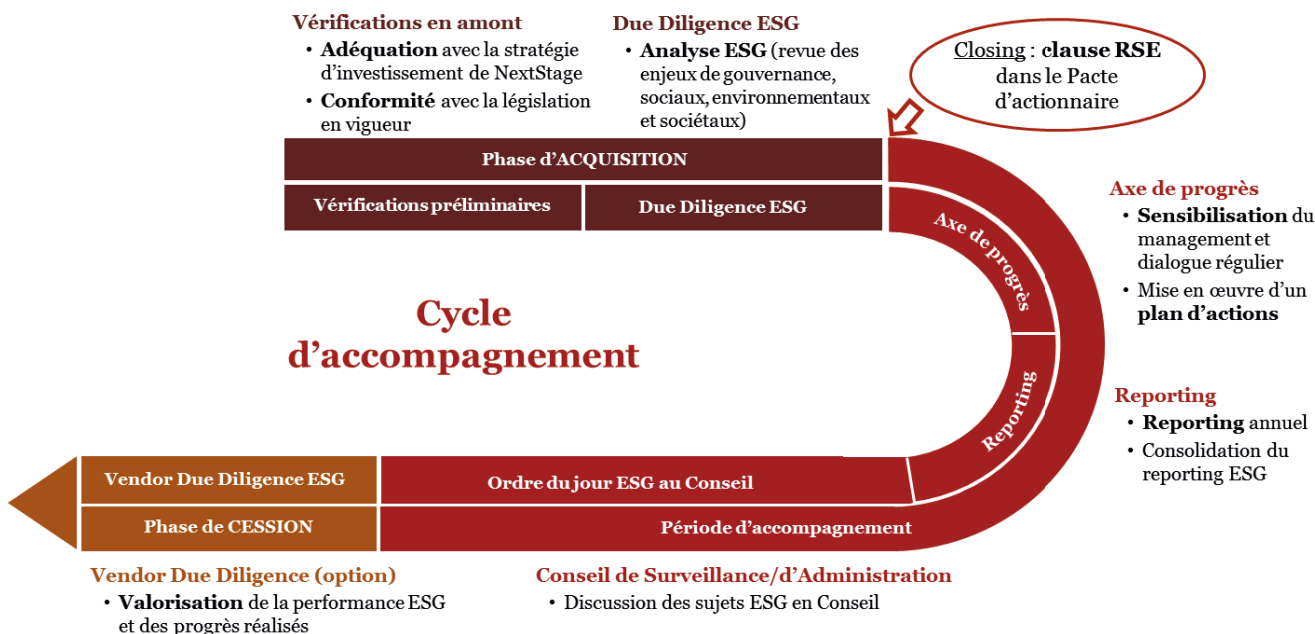 Vérifications en amont
• Adéquation avec la stratégie
d'investissement de NextStage
• Conformité avec la législation
en vigueur
Due Diligence ESG
• Analyse ESG (revue des
enjeux de gouvernance,
sociaux, environnementaux
et sociétaux)
Closing : clause RSE
dans le Pacte
d'actionnaire
Phase d'ACQUISITION
Vérifications préliminaires
Due Diligence ESG
Axe de progrès
Axe de progrès
• Sensibilisation du
management et
dialogue régulier
• Mise en œuvre d'un
plan d'actions
Cycle
d'accompagnement
Reporting
Reporting
• Reporting annuel
• Consolidation du
reporting ESG
Vendor Due Diligence ESG
Ordre du jour ESG au Conseil
Phase de CESSION
Période d'accompagnement
Vendor Due Diligence (option)
• Valorisation de la performance ESG
et des progrès réalisés
Conseil de Surveillance/d'Administration
• Discussion des sujets ESG en Conseil